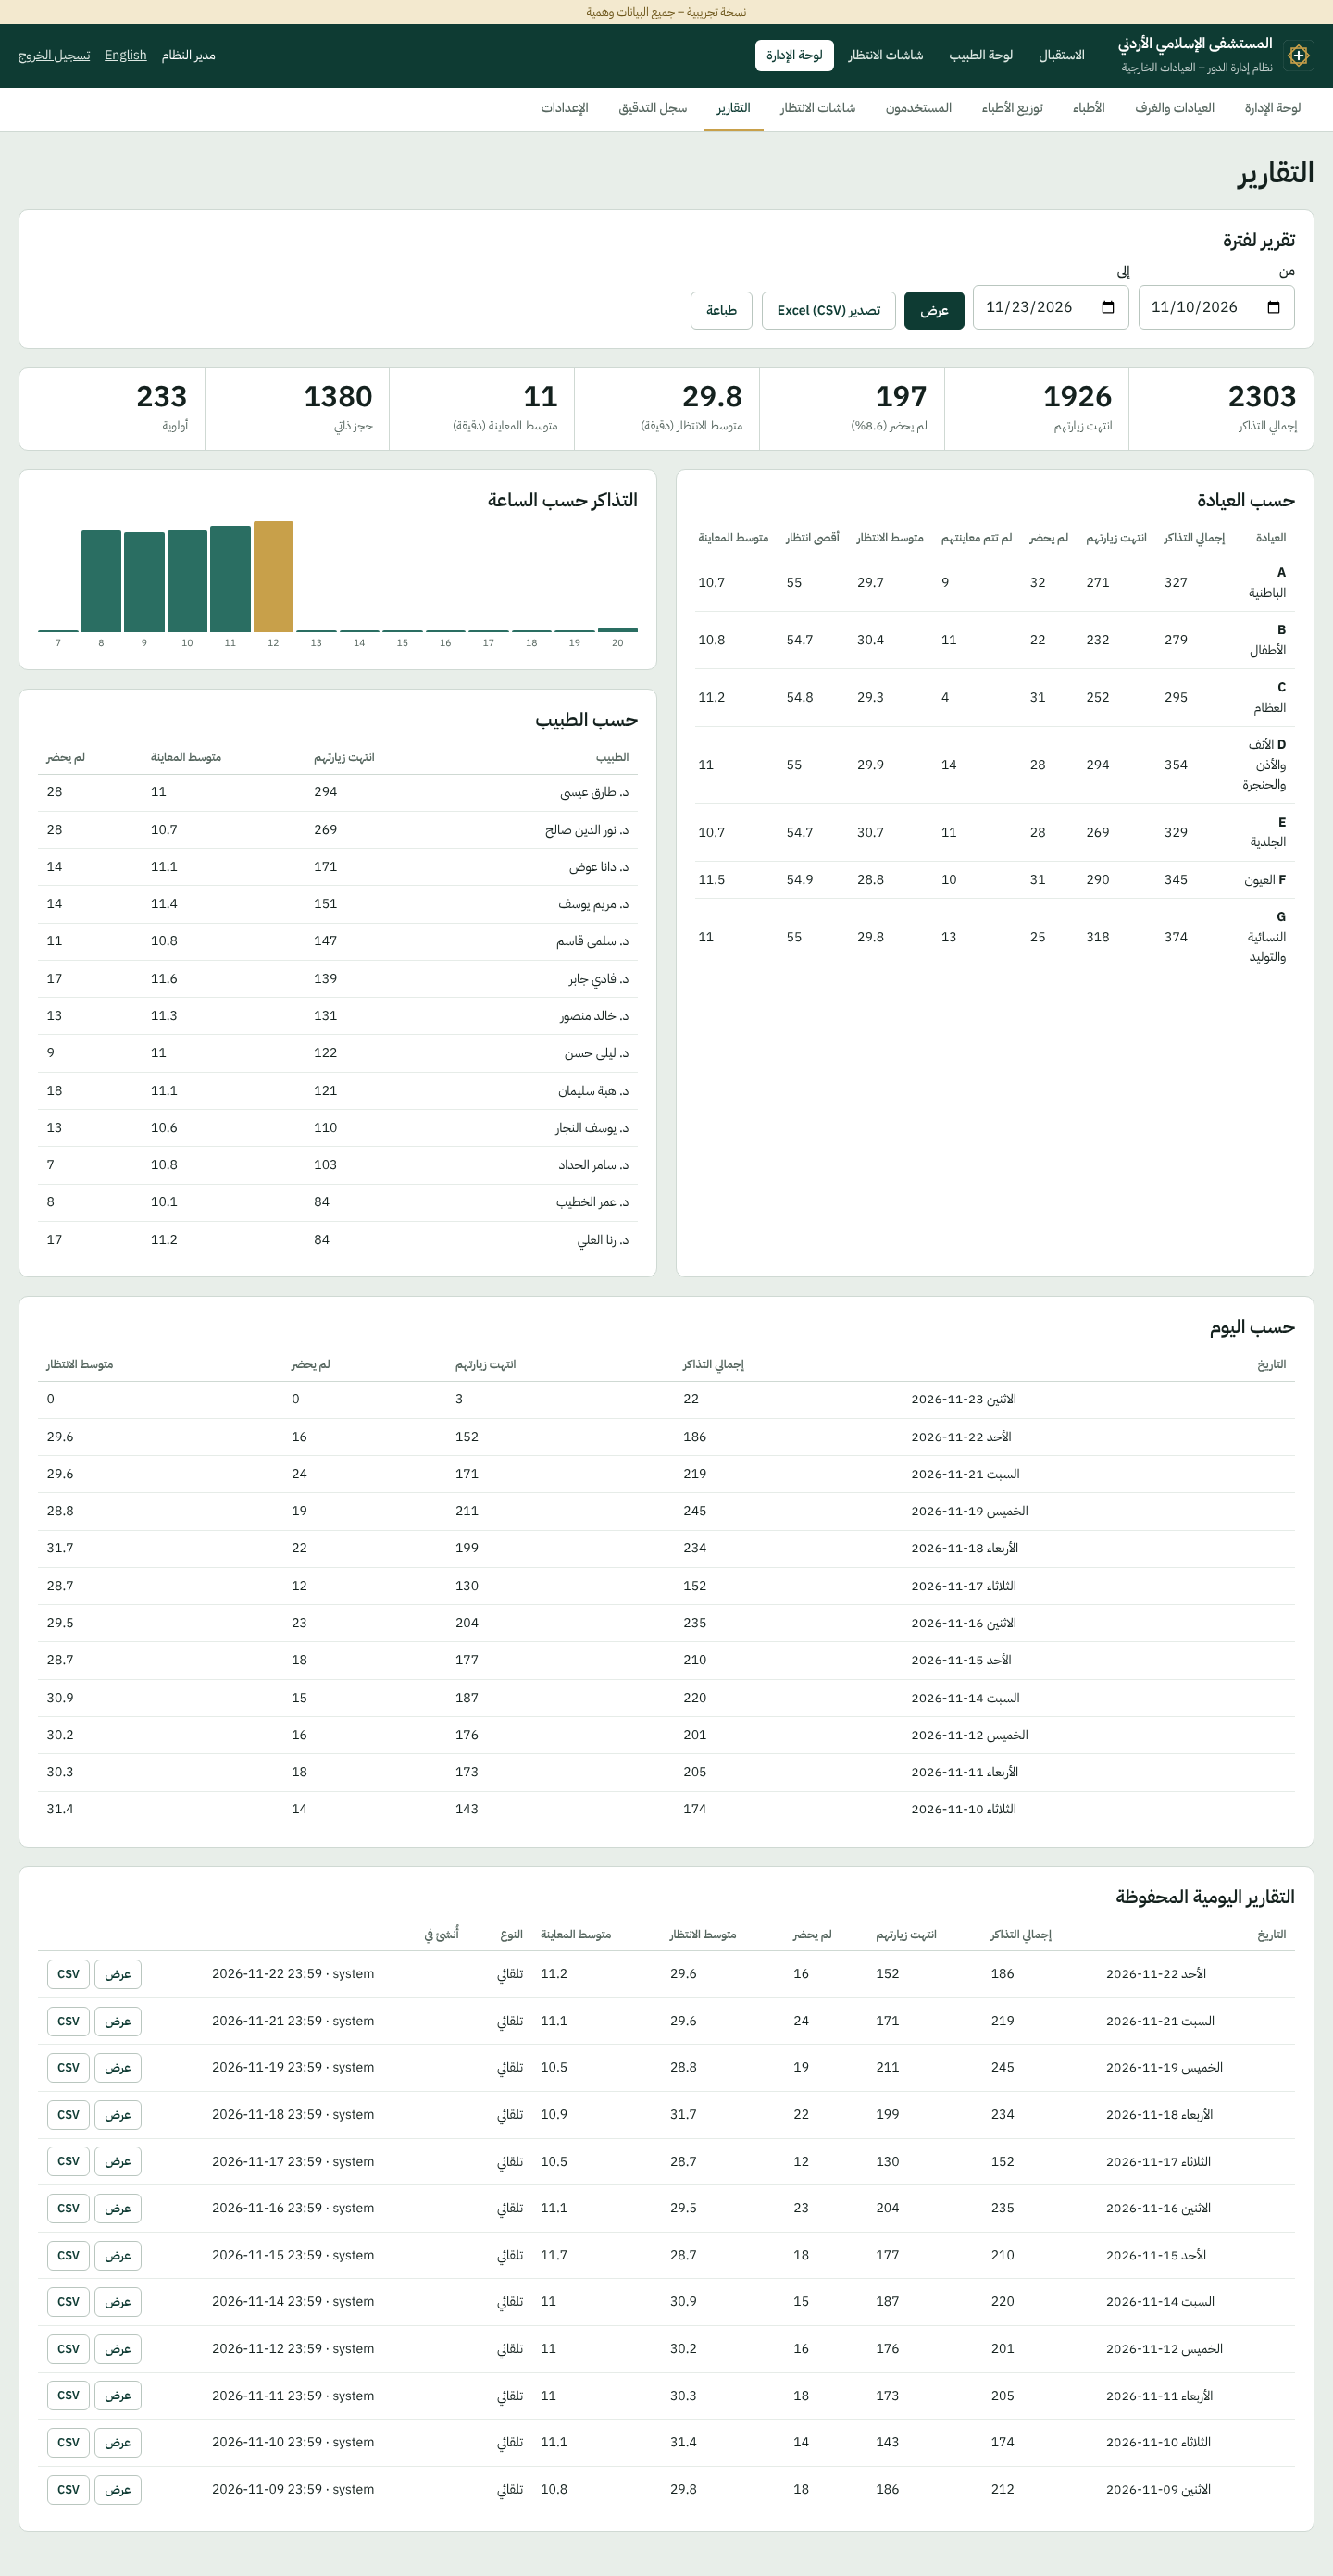 نسخة تجريبية – جميع البيانات وهمية
المستشفى الإسلامي الأردني
نظام إدارة الدور – العيادات الخارجية
الاستقبال لوحة الطبيب شاشات الانتظار لوحة الإدارة مدير النظام English تسجيل الخروج
لوحة الإدارة العيادات والغرف الأطباء توزيع الأطباء المستخدمون شاشات الانتظار التقارير سجل التدقيق الإعدادات
التقارير
تقرير لفترة
من إلى
11/10/2026 11/23/2026 عرض تصدير Excel (CSV) طباعة
2303 1926 197 29.8 11 1380 233
إجمالي التذاكر انتهت زيارتهم لم يحضر (8.6%) متوسط الانتظار (دقيقة) متوسط المعاينة (دقيقة) حجز ذاتي أولوية
حسب العيادة
العيادة إجمالي التذاكر انتهت زيارتهم لم يحضر لم تتم معاينتهم متوسط الانتظار أقصى انتظار متوسط المعاينة
A الباطنية 327 271 32 9 29.7 55 10.7
B الأطفال 279 232 22 11 30.4 54.7 10.8
C العظام 295 252 31 4 29.3 54.8 11.2
D الأنف والأذن والحنجرة 354 294 28 14 29.9 55 11
E الجلدية 329 269 28 11 30.7 54.7 10.7
F العيون 345 290 31 10 28.8 54.9 11.5
G النسائية والتوليد 374 318 25 13 29.8 55 11
التذاكر حسب الساعة
7 8 9 10 11 12 13 14 15 16 17 18 19 20
حسب الطبيب
الطبيب انتهت زيارتهم متوسط المعاينة لم يحضر
د. طارق عيسى 294 11 28
د. نور الدين صالح 269 10.7 28
د. دانا عوض 171 11.1 14
د. مريم يوسف 151 11.4 14
د. سلمى قاسم 147 10.8 11
د. فادي جابر 139 11.6 17
د. خالد منصور 131 11.3 13
د. ليلى حسن 122 11 9
د. هبة سليمان 121 11.1 18
د. يوسف النجار 110 10.6 13
د. سامر الحداد 103 10.8 7
د. عمر الخطيب 84 10.1 8
د. رنا العلي 84 11.2 17
حسب اليوم
التاريخ إجمالي التذاكر انتهت زيارتهم لم يحضر متوسط الانتظار
الاثنين 2026-11-23 22 3 0 0
الأحد 2026-11-22 186 152 16 29.6
السبت 2026-11-21 219 171 24 29.6
الخميس 2026-11-19 245 211 19 28.8
الأربعاء 2026-11-18 234 199 22 31.7
الثلاثاء 2026-11-17 152 130 12 28.7
الاثنين 2026-11-16 235 204 23 29.5
الأحد 2026-11-15 210 177 18 28.7
السبت 2026-11-14 220 187 15 30.9
الخميس 2026-11-12 201 176 16 30.2
الأربعاء 2026-11-11 205 173 18 30.3
الثلاثاء 2026-11-10 174 143 14 31.4
التقارير اليومية المحفوظة
التاريخ إجمالي التذاكر انتهت زيارتهم لم يحضر متوسط الانتظار متوسط المعاينة النوع أُنشئ في
الأحد 2026-11-22 186 152 16 29.6 11.2 تلقائي 2026-11-22 23:59 · system عرض CSV
السبت 2026-11-21 219 171 24 29.6 11.1 تلقائي 2026-11-21 23:59 · system عرض CSV
الخميس 2026-11-19 245 211 19 28.8 10.5 تلقائي 2026-11-19 23:59 · system عرض CSV
الأربعاء 2026-11-18 234 199 22 31.7 10.9 تلقائي 2026-11-18 23:59 · system عرض CSV
الثلاثاء 2026-11-17 152 130 12 28.7 10.5 تلقائي 2026-11-17 23:59 · system عرض CSV
الاثنين 2026-11-16 235 204 23 29.5 11.1 تلقائي 2026-11-16 23:59 · system عرض CSV
الأحد 2026-11-15 210 177 18 28.7 11.7 تلقائي 2026-11-15 23:59 · system عرض CSV
السبت 2026-11-14 220 187 15 30.9 11 تلقائي 2026-11-14 23:59 · system عرض CSV
الخميس 2026-11-12 201 176 16 30.2 11 تلقائي 2026-11-12 23:59 · system عرض CSV
الأربعاء 2026-11-11 205 173 18 30.3 11 تلقائي 2026-11-11 23:59 · system عرض CSV
الثلاثاء 2026-11-10 174 143 14 31.4 11.1 تلقائي 2026-11-10 23:59 · system عرض CSV
الاثنين 2026-11-09 212 186 18 29.8 10.8 تلقائي 2026-11-09 23:59 · system عرض CSV